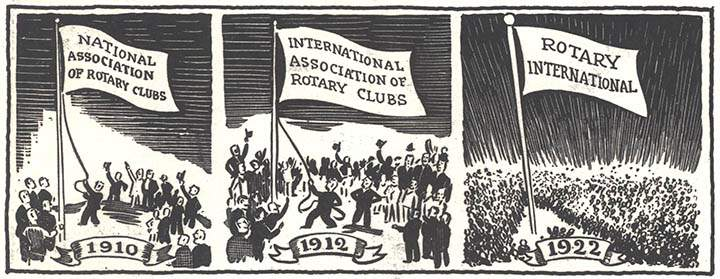 NATIONAL
ASSOCIATION
OF ROTARY CLUBS
1910
INTERNATIONAL
ASSOCIATION OF
ROTARY CLUBS
1912
ROTARY
INTERNATIONAL
1922